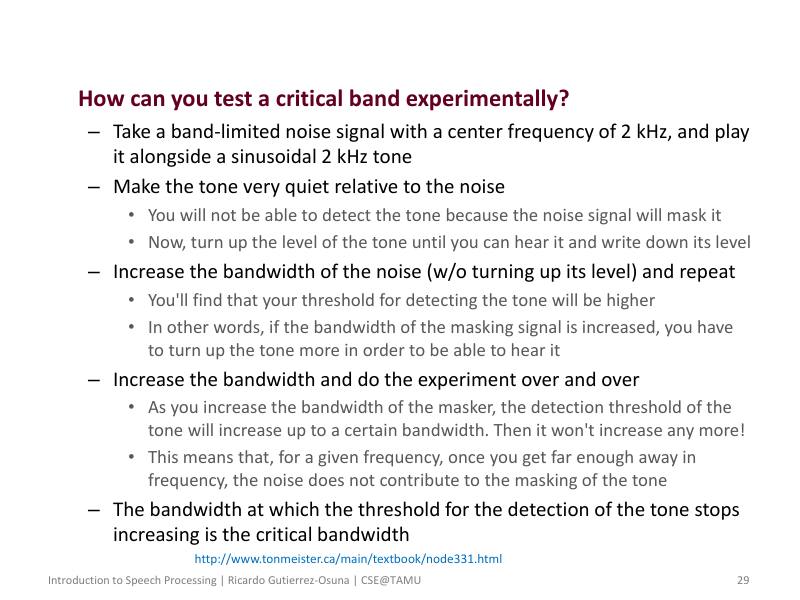 How can you test a critical band experimentally?
– Take a band-limited noise signal with a center frequency of 2 kHz, and play
it alongside a sinusoidal 2 kHz tone
– Make the tone very quiet relative to the noise
• You will not be able to detect the tone because the noise signal will mask it
• Now, turn up the level of the tone until you can hear it and write down its level
– Increase the bandwidth of the noise (w/o turning up its level) and repeat
• You'll find that your threshold for detecting the tone will be higher
• In other words, if the bandwidth of the masking signal is increased, you have
to turn up the tone more in order to be able to hear it
– Increase the bandwidth and do the experiment over and over
• As you increase the bandwidth of the masker, the detection threshold of the
tone will increase up to a certain bandwidth. Then it won't increase any more!
• This means that, for a given frequency, once you get far enough away in
frequency, the noise does not contribute to the masking of the tone
– The bandwidth at which the threshold for the detection of the tone stops
increasing is the critical bandwidth
http://www.tonmeister.ca/main/textbook/node331.html
Introduction to Speech Processing | Ricardo Gutierrez-Osuna | CSE@TAMU 29